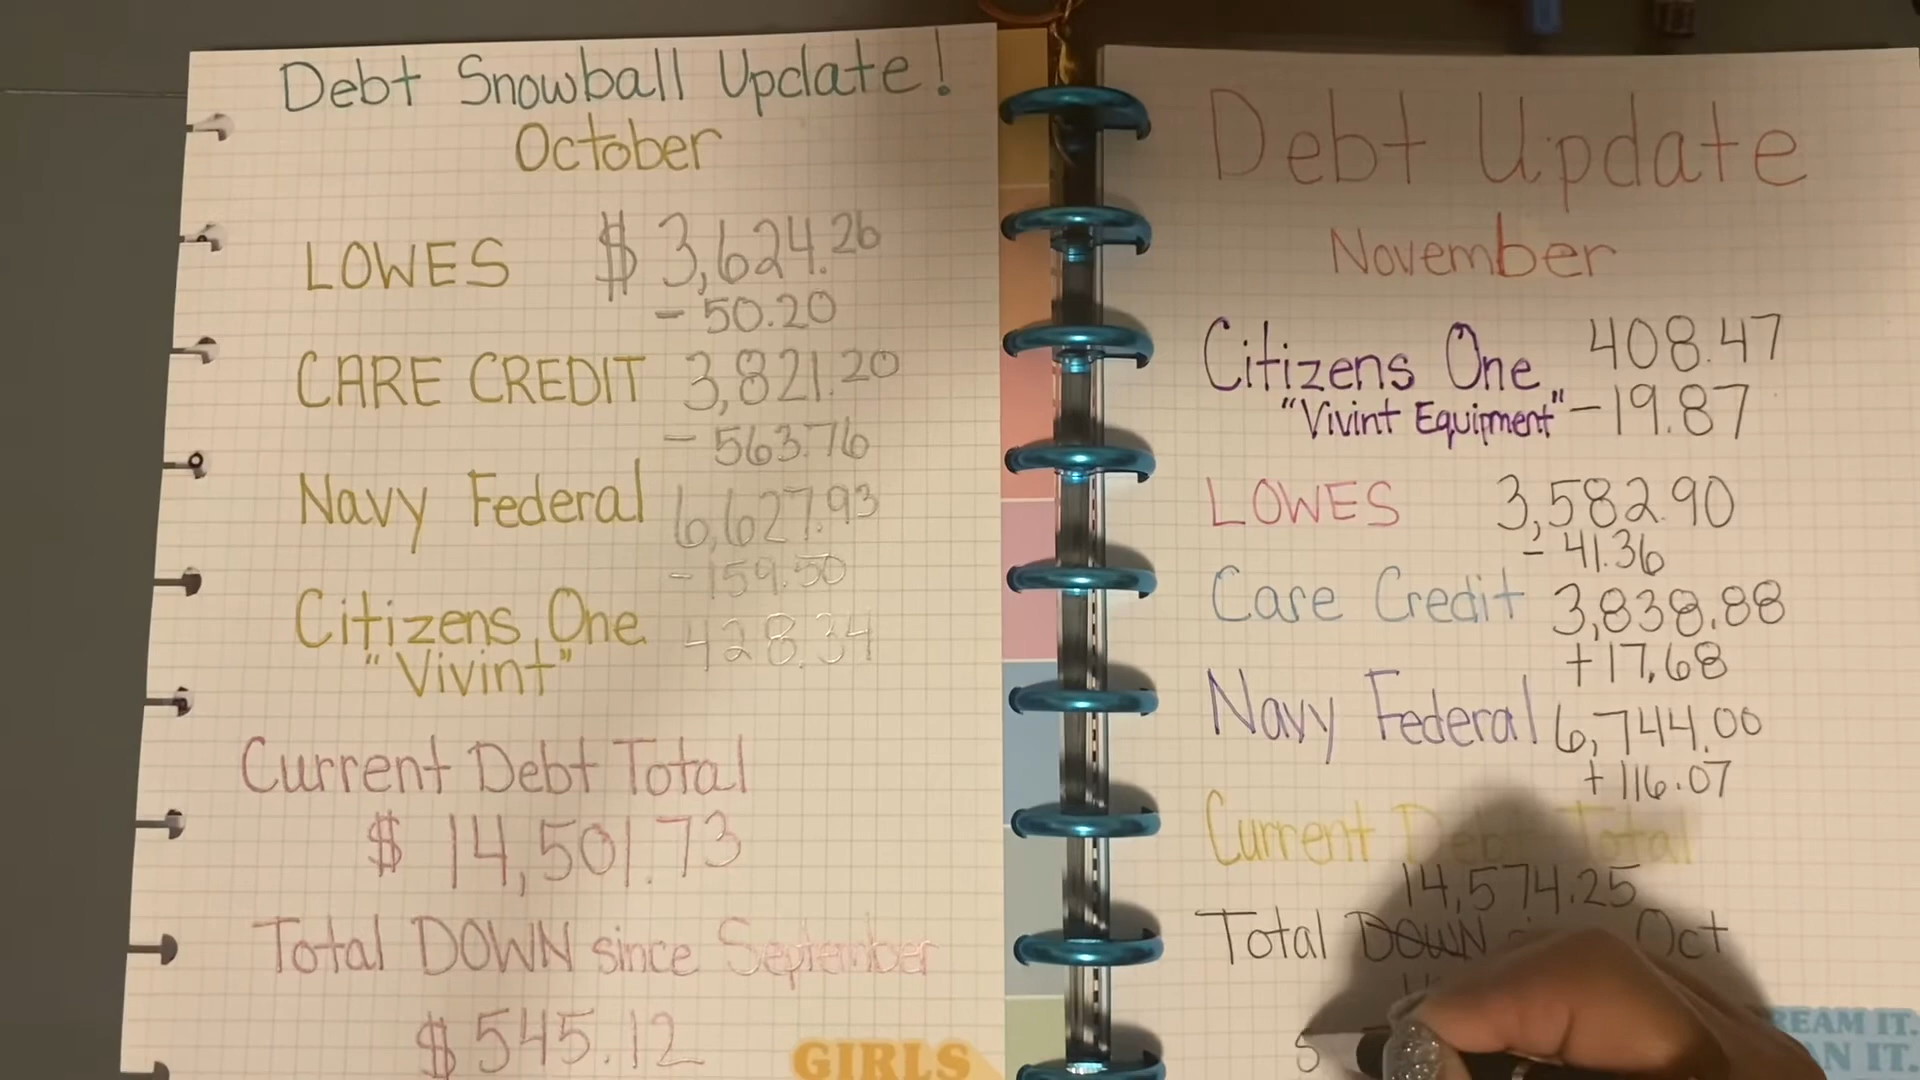 Debt Snowball Update!
October
LOWES $ 3,624.26
- 50.20
CARE CREDIT 3,821.20
- 563.76
Navy Federal 6,627.93
- 159.50
Citizens One 428.34
"Vivint"
Current Debt Total
$ 14,501.73
Total DOWN since September
$ 545.12
GIRLS
Debt Update
November
Citizens One 408.47
"Vivint Equipment" -19.87
LOWES 3,582.90
- 41.36
Care Credit 3,838.88
+17.68
Navy Federal 6,744.00
+ 116.07
Current Debt Total
14,574.25
Total DOWN Oct